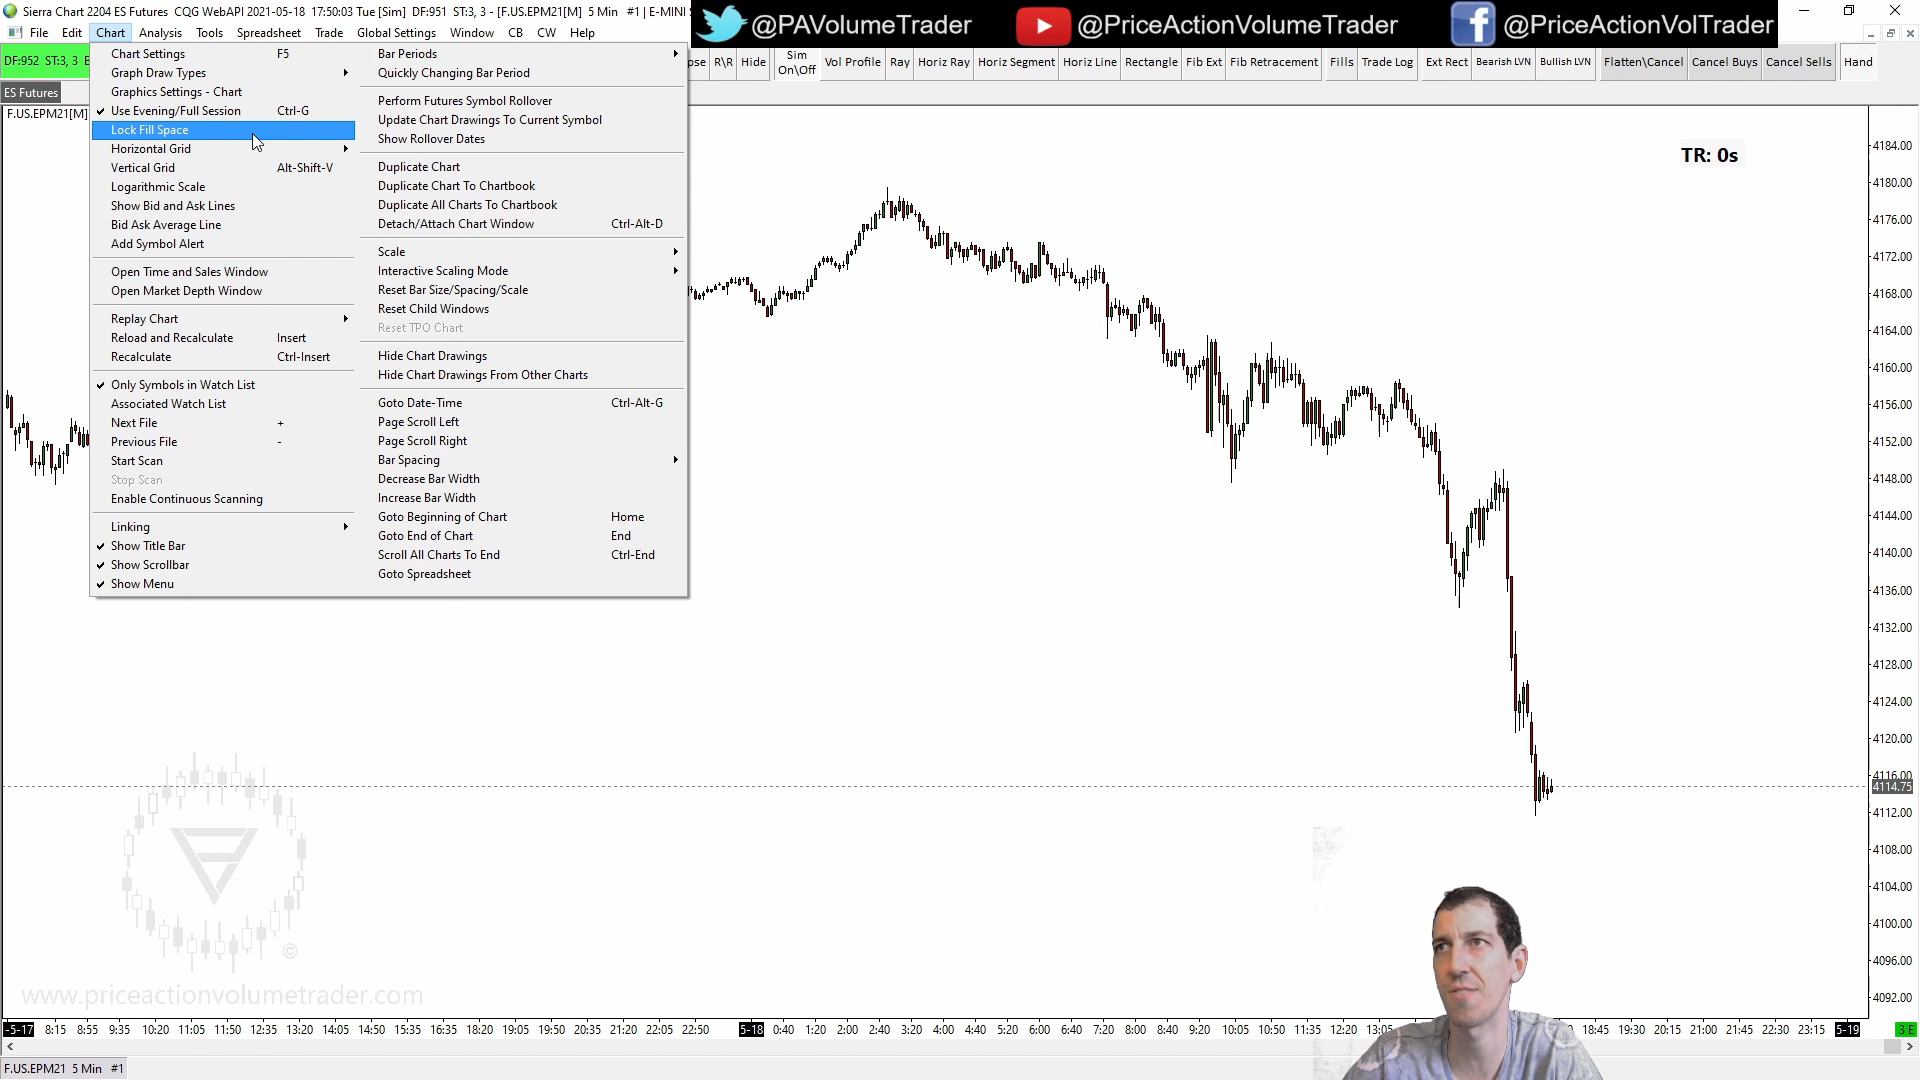 Sierra Chart 2204 ES Futures CQG WebAPI 2021-05-18 17:50:03 Tue [Sim] DF:951 ST:3, 3 - [F.US.EPM21[M] 5 Min #1 | E-MINI
@PAVolumeTrader
@PriceActionVolumeTrader
@PriceActionVolTrader
File Edit Chart Analysis Tools Spreadsheet Trade Global Settings Window CB CW Help
DF:952 ST:3, 3
R\R Hide Sim On\Off Vol Profile Ray Horiz Ray Horiz Segment Horiz Line Rectangle Fib Ext Fib Retracement Fills Trade Log Ext Rect Bearish LVN Bullish LVN Flatten\Cancel Cancel Buys Cancel Sells Hand
ES Futures
F.US.EPM21[M]
TR: 0s
Chart Settings F5
Graph Draw Types
Graphics Settings - Chart
Use Evening/Full Session Ctrl-G
Lock Fill Space
Horizontal Grid
Vertical Grid Alt-Shift-V
Logarithmic Scale
Show Bid and Ask Lines
Bid Ask Average Line
Add Symbol Alert
Open Time and Sales Window
Open Market Depth Window
Replay Chart
Reload and Recalculate Insert
Recalculate Ctrl-Insert
Only Symbols in Watch List
Associated Watch List
Next File +
Previous File -
Start Scan
Stop Scan
Enable Continuous Scanning
Linking
Show Title Bar
Show Scrollbar
Show Menu
Bar Periods
Quickly Changing Bar Period
Perform Futures Symbol Rollover
Update Chart Drawings To Current Symbol
Show Rollover Dates
Duplicate Chart
Duplicate Chart To Chartbook
Duplicate All Charts To Chartbook
Detach/Attach Chart Window Ctrl-Alt-D
Scale
Interactive Scaling Mode
Reset Bar Size/Spacing/Scale
Reset Child Windows
Reset TPO Chart
Hide Chart Drawings
Hide Chart Drawings From Other Charts
Goto Date-Time Ctrl-Alt-G
Page Scroll Left
Page Scroll Right
Bar Spacing
Decrease Bar Width
Increase Bar Width
Goto Beginning of Chart Home
Goto End of Chart End
Scroll All Charts To End Ctrl-End
Goto Spreadsheet
4184.00
4180.00
4176.00
4172.00
4168.00
4164.00
4160.00
4156.00
4152.00
4148.00
4144.00
4140.00
4136.00
4132.00
4128.00
4124.00
4120.00
4116.00
4114.75
4112.00
4108.00
4104.00
4100.00
4096.00
4092.00
©
www.priceactionvolumetrader.com
-5-17 8:15 8:55 9:35 10:20 11:05 11:50 12:35 13:20 14:05 14:50 15:35 16:35 18:20 19:05 19:50 20:35 21:20 22:05 22:50 5-18 0:40 1:20 2:00 2:40 3:20 4:00 4:40 5:20 6:00 6:40 7:20 8:00 8:40 9:20 10:05 10:50 11:35 12:20 13:05 18:45 19:30 20:15 21:00 21:45 22:30 23:15 5-19 3 E
F.US.EPM21 5 Min #1